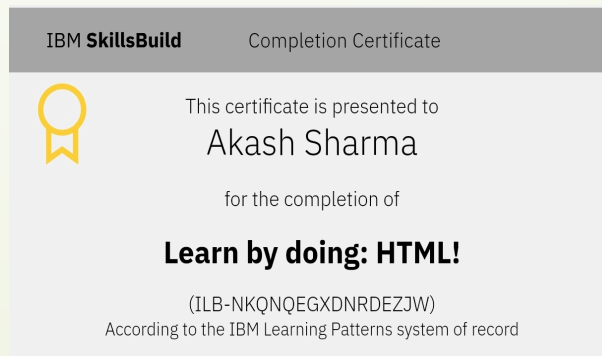 IBM SkillsBuild Completion Certificate
This certificate is presented to
Akash Sharma
for the completion of
Learn by doing: HTML!
(ILB-NKQNQEGXDNRDEZJW)
According to the IBM Learning Patterns system of record